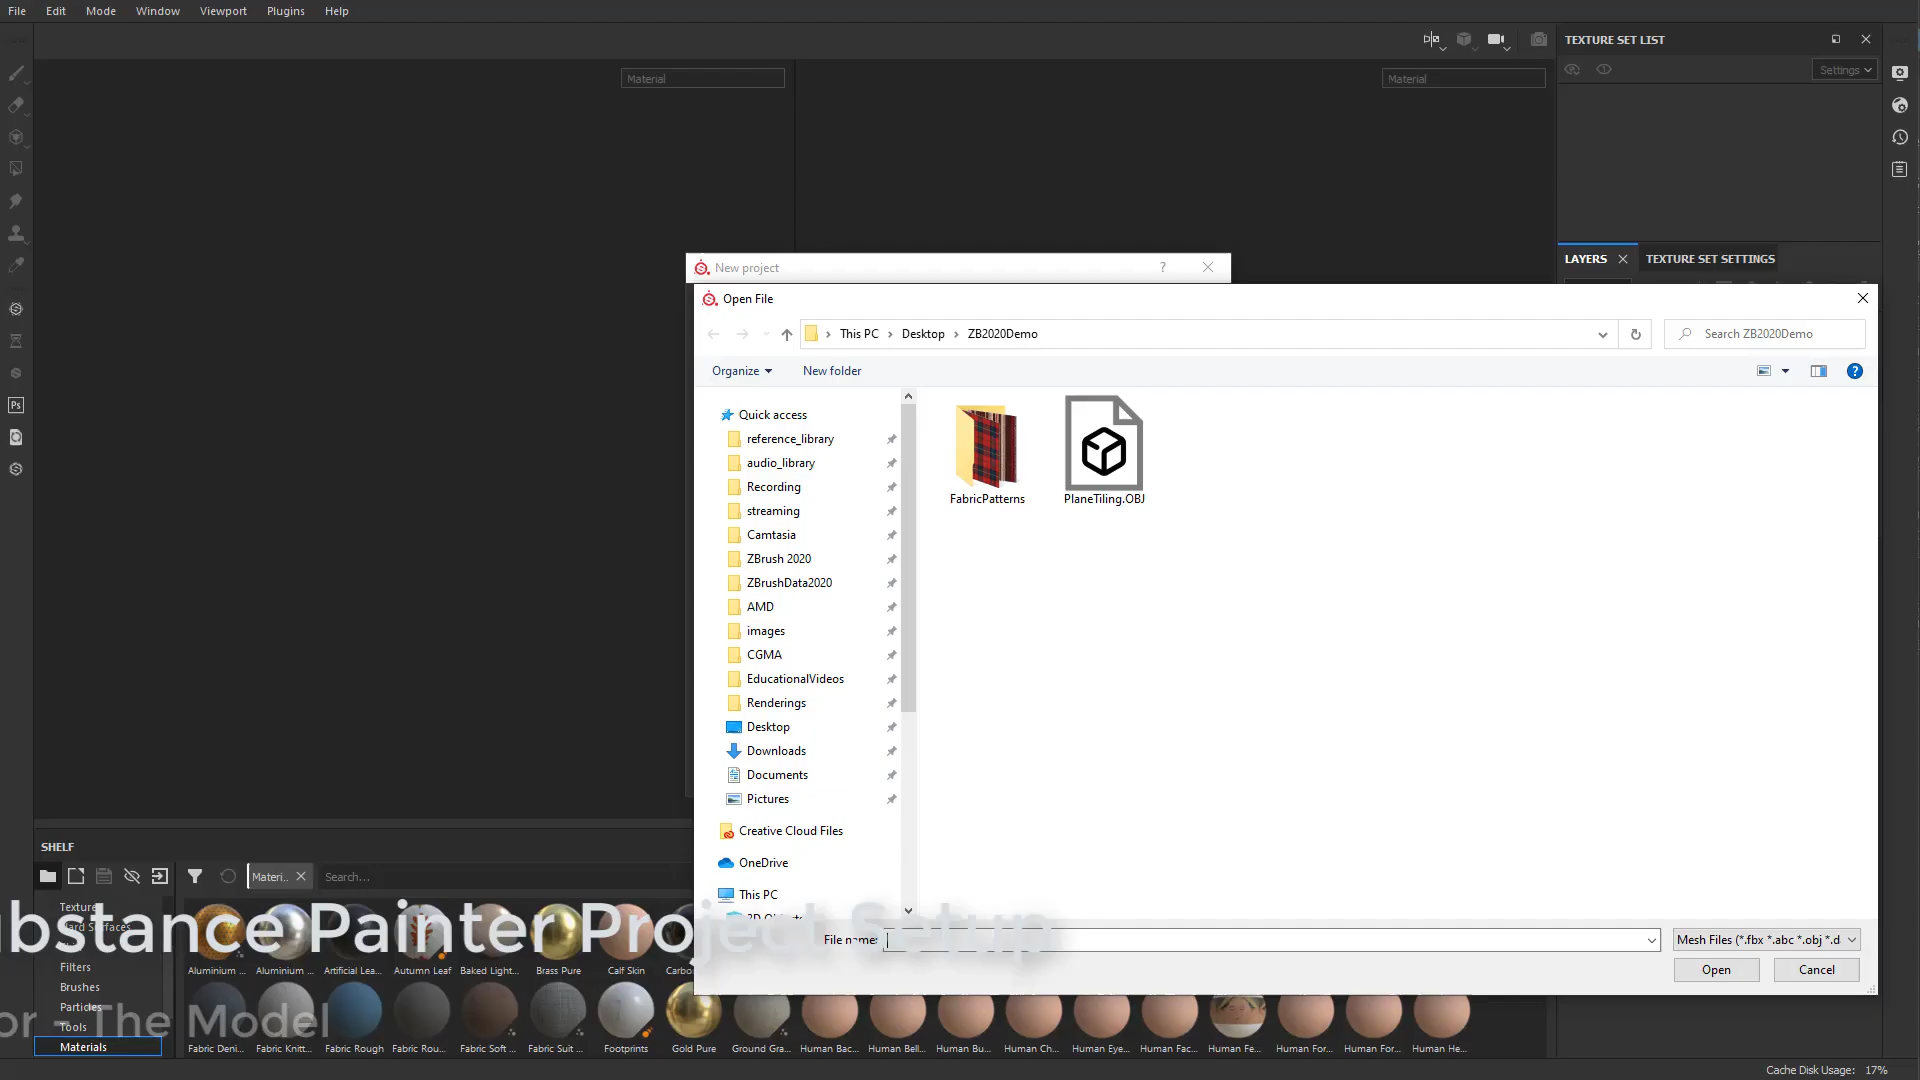 File Edit Mode Window Viewport Plugins Help
TEXTURE SET LIST
Material
Material
Settings
LAYERS
TEXTURE SET SETTINGS
New project
?
Open File
This PC
Desktop
ZB2020Demo
Search ZB2020Demo
Organize
New folder
?
Quick access
reference_library
audio_library
Recording
streaming
Camtasia
ZBrush 2020
ZBrushData2020
AMD
images
CGMA
EducationalVideos
Renderings
Desktop
Downloads
Documents
Pictures
Creative Cloud Files
OneDrive
This PC
FabricPatterns
PlaneTiling.OBJ
Ps
File name:
Mesh Files (*.fbx *.abc *.obj *.d
Open
Cancel
SHELF
Materi..
Search...
Filters
Brushes
Particles
Tools
Materials
bstance Painter Project Setup
or - The Model
Aluminium ...
Aluminium ...
Artificial Lea...
Autumn Leaf
Baked Light...
Brass Pure
Calf Skin
Fabric Deni...
Fabric Knitt...
Fabric Rough
Fabric Rou...
Fabric Soft ...
Fabric Suit ...
Footprints
Gold Pure
Ground Gra...
Human Bac...
Human Bell...
Human Bu...
Human Ch...
Human Eye...
Human Fac...
Human Fe...
Human For...
Human For...
Human He...
Cache Disk Usage: 17%